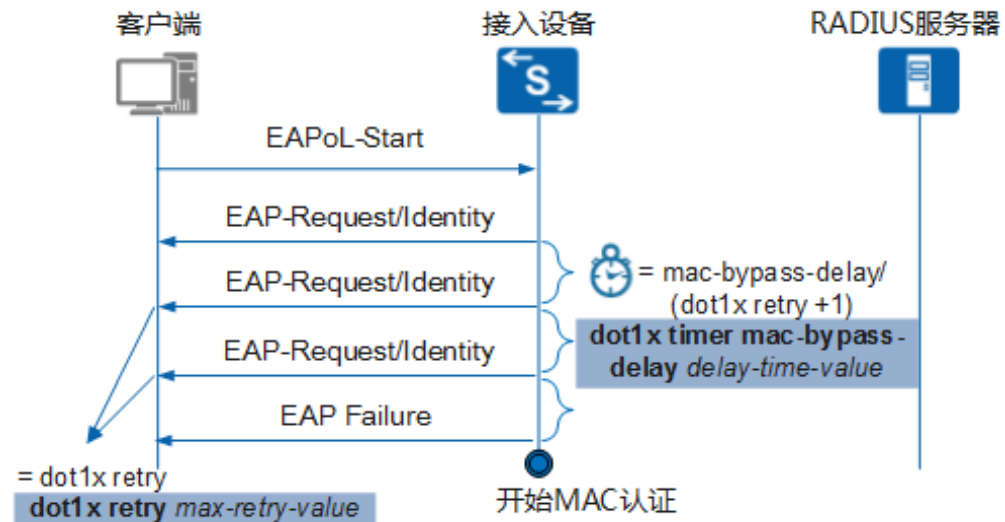 客户端
接入设备
RADIUS服务器
S
EAPoL-Start
EAP-Request/Identity
EAP-Request/Identity
= mac-bypass-delay/
(dot1x retry +1)
dot1x timer mac-bypass-
delay delay-time-value
EAP-Request/Identity
EAP Failure
= dot1x retry
dot1x retry max-retry-value
开始MAC认证